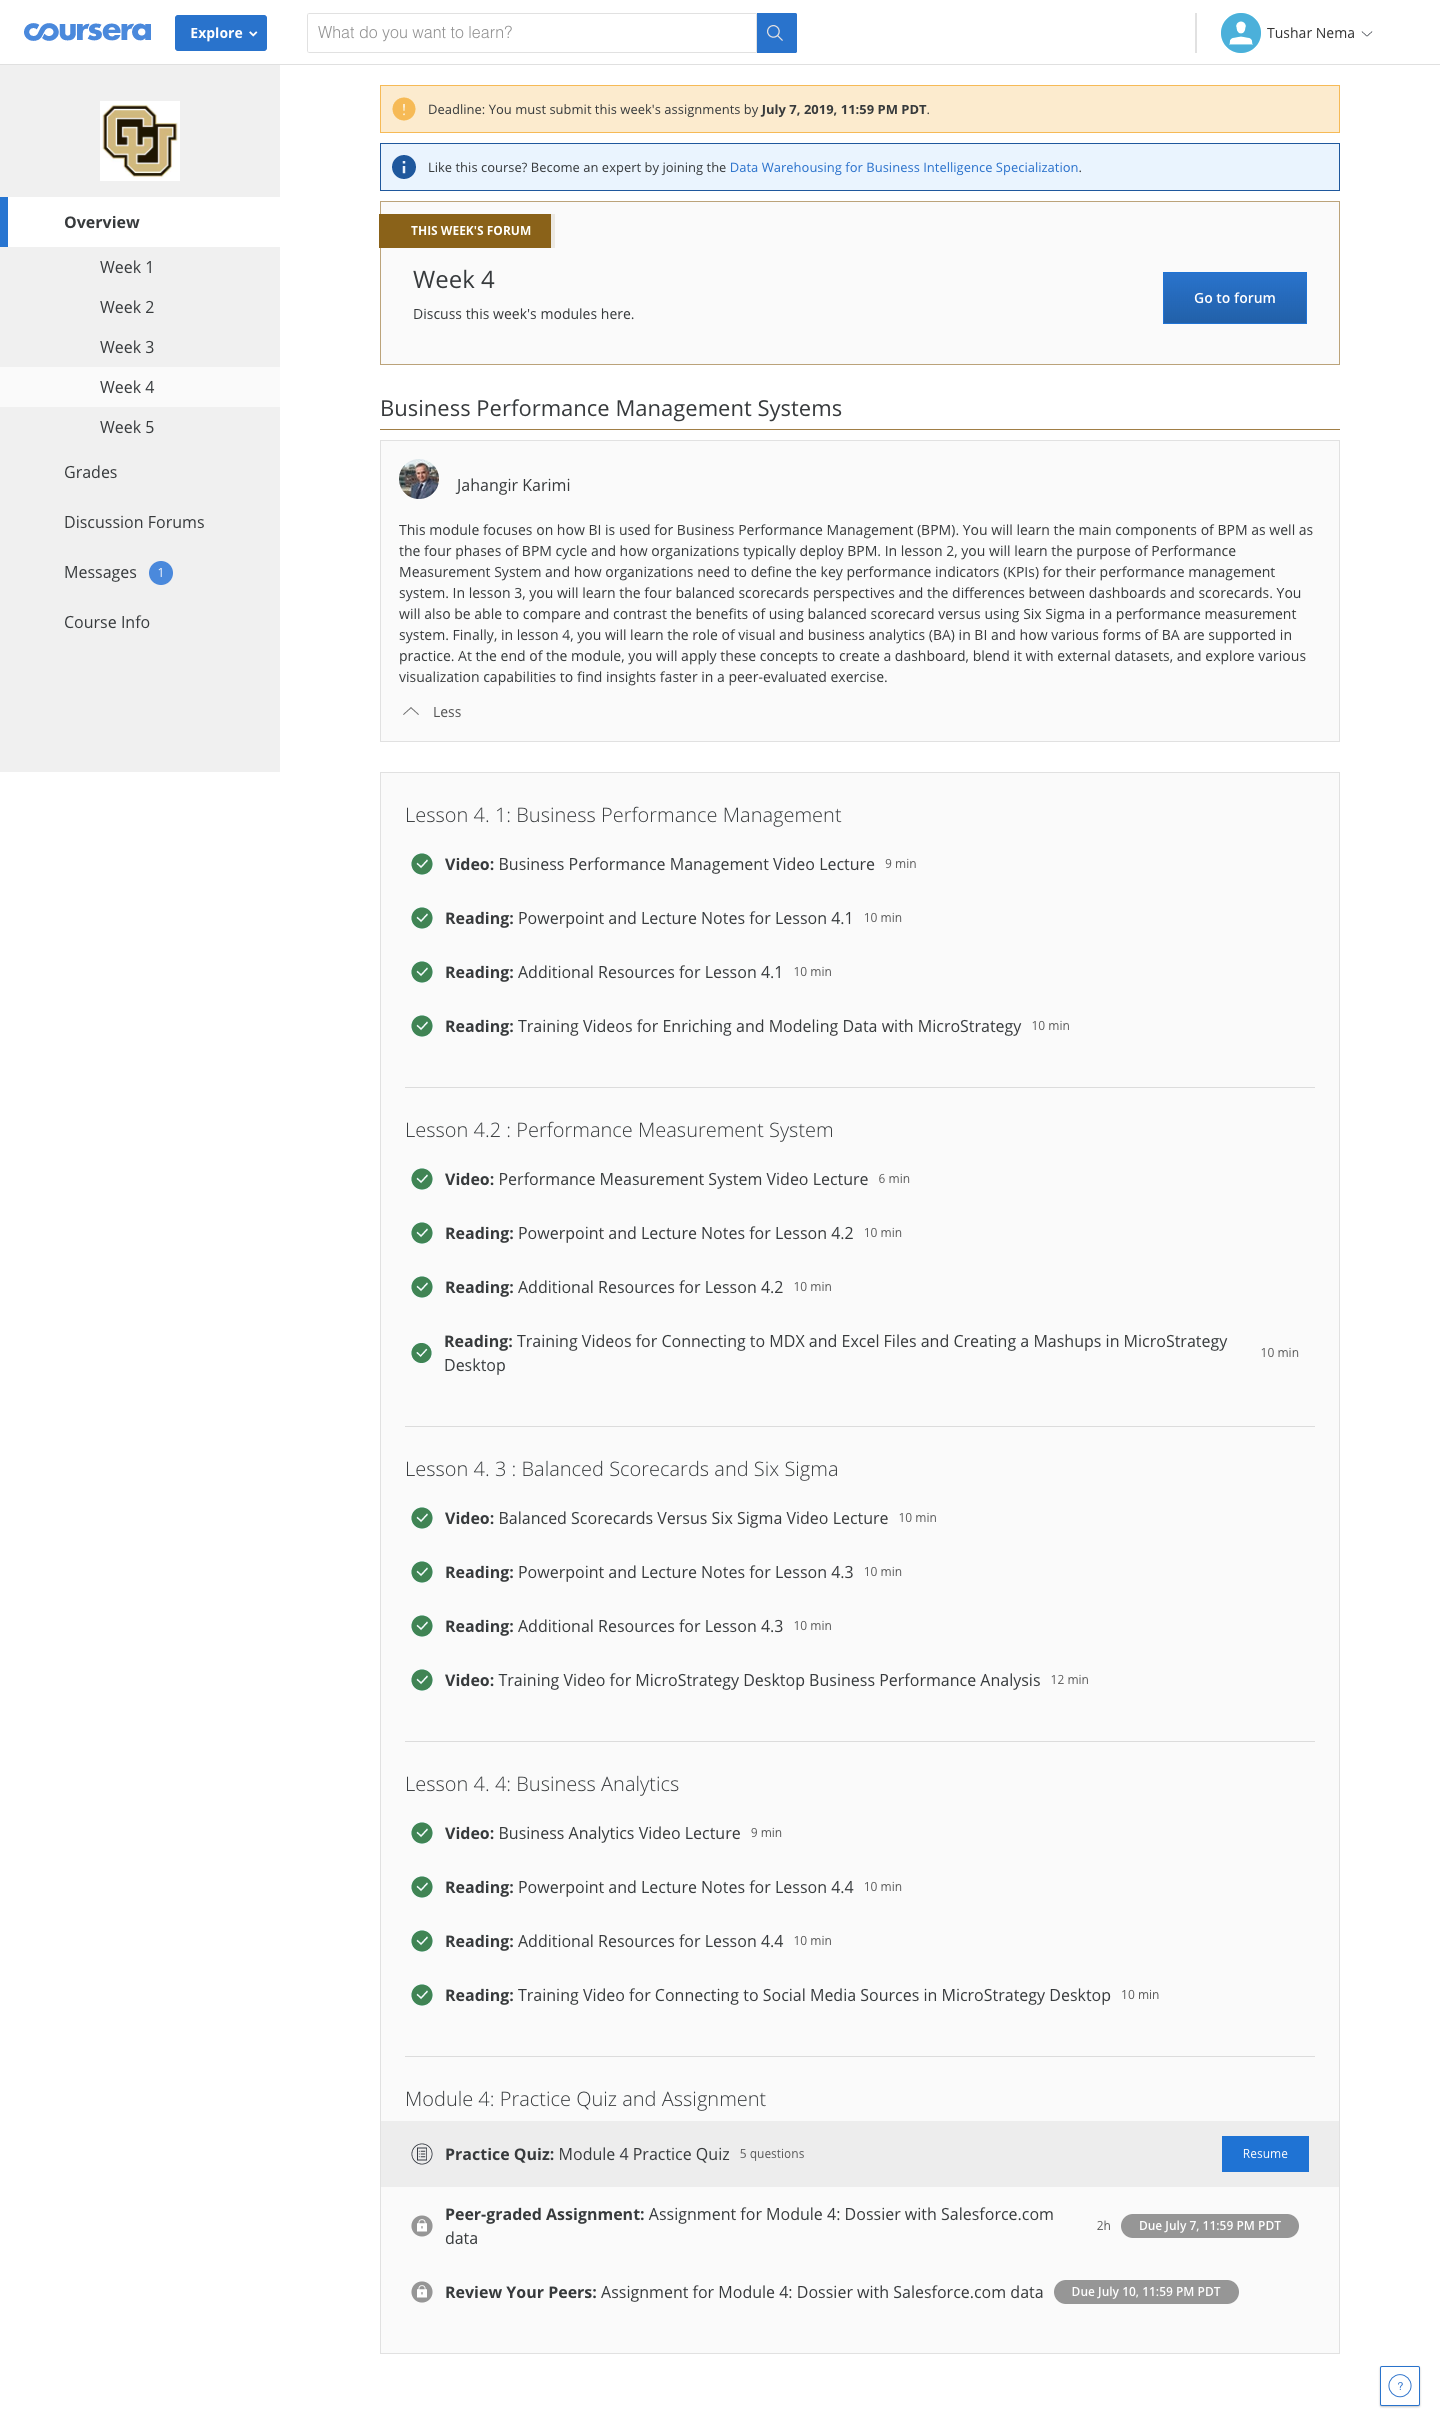 coursera
Explore
What do you want to learn?
Tushar Nema
CU
Overview
Week 1
Week 2
Week 3
Week 4
Week 5
Grades
Discussion Forums
Messages 1
Course Info
Deadline: You must submit this week's assignments by July 7, 2019, 11:59 PM PDT.
Like this course? Become an expert by joining the Data Warehousing for Business Intelligence Specialization.
THIS WEEK'S FORUM
Week 4
Discuss this week's modules here.
Go to forum
Business Performance Management Systems
Jahangir Karimi
This module focuses on how BI is used for Business Performance Management (BPM). You will learn the main components of BPM as well as
the four phases of BPM cycle and how organizations typically deploy BPM. In lesson 2, you will learn the purpose of Performance
Measurement System and how organizations need to define the key performance indicators (KPIs) for their performance management
system. In lesson 3, you will learn the four balanced scorecards perspectives and the differences between dashboards and scorecards. You
will also be able to compare and contrast the benefits of using balanced scorecard versus using Six Sigma in a performance measurement
system. Finally, in lesson 4, you will learn the role of visual and business analytics (BA) in BI and how various forms of BA are supported in
practice. At the end of the module, you will apply these concepts to create a dashboard, blend it with external datasets, and explore various
visualization capabilities to find insights faster in a peer-evaluated exercise.
Less
Lesson 4. 1: Business Performance Management
Video: Business Performance Management Video Lecture 9 min
Reading: Powerpoint and Lecture Notes for Lesson 4.1 10 min
Reading: Additional Resources for Lesson 4.1 10 min
Reading: Training Videos for Enriching and Modeling Data with MicroStrategy 10 min
Lesson 4.2 : Performance Measurement System
Video: Performance Measurement System Video Lecture 6 min
Reading: Powerpoint and Lecture Notes for Lesson 4.2 10 min
Reading: Additional Resources for Lesson 4.2 10 min
Reading: Training Videos for Connecting to MDX and Excel Files and Creating a Mashups in MicroStrategy
Desktop
10 min
Lesson 4. 3 : Balanced Scorecards and Six Sigma
Video: Balanced Scorecards Versus Six Sigma Video Lecture 10 min
Reading: Powerpoint and Lecture Notes for Lesson 4.3 10 min
Reading: Additional Resources for Lesson 4.3 10 min
Video: Training Video for MicroStrategy Desktop Business Performance Analysis 12 min
Lesson 4. 4: Business Analytics
Video: Business Analytics Video Lecture 9 min
Reading: Powerpoint and Lecture Notes for Lesson 4.4 10 min
Reading: Additional Resources for Lesson 4.4 10 min
Reading: Training Video for Connecting to Social Media Sources in MicroStrategy Desktop 10 min
Module 4: Practice Quiz and Assignment
Practice Quiz: Module 4 Practice Quiz 5 questions
Resume
Peer-graded Assignment: Assignment for Module 4: Dossier with Salesforce.com
data
2h Due July 7, 11:59 PM PDT
Review Your Peers: Assignment for Module 4: Dossier with Salesforce.com data Due July 10, 11:59 PM PDT
?